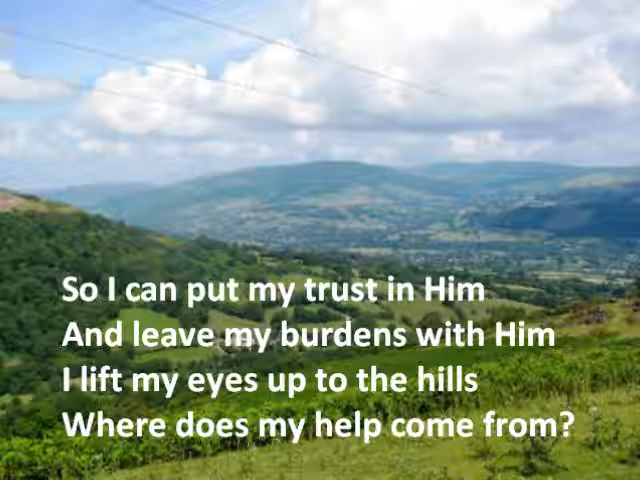 So I can put my trust in Him
And leave my burdens with Him
I lift my eyes up to the hills
Where does my help come from?